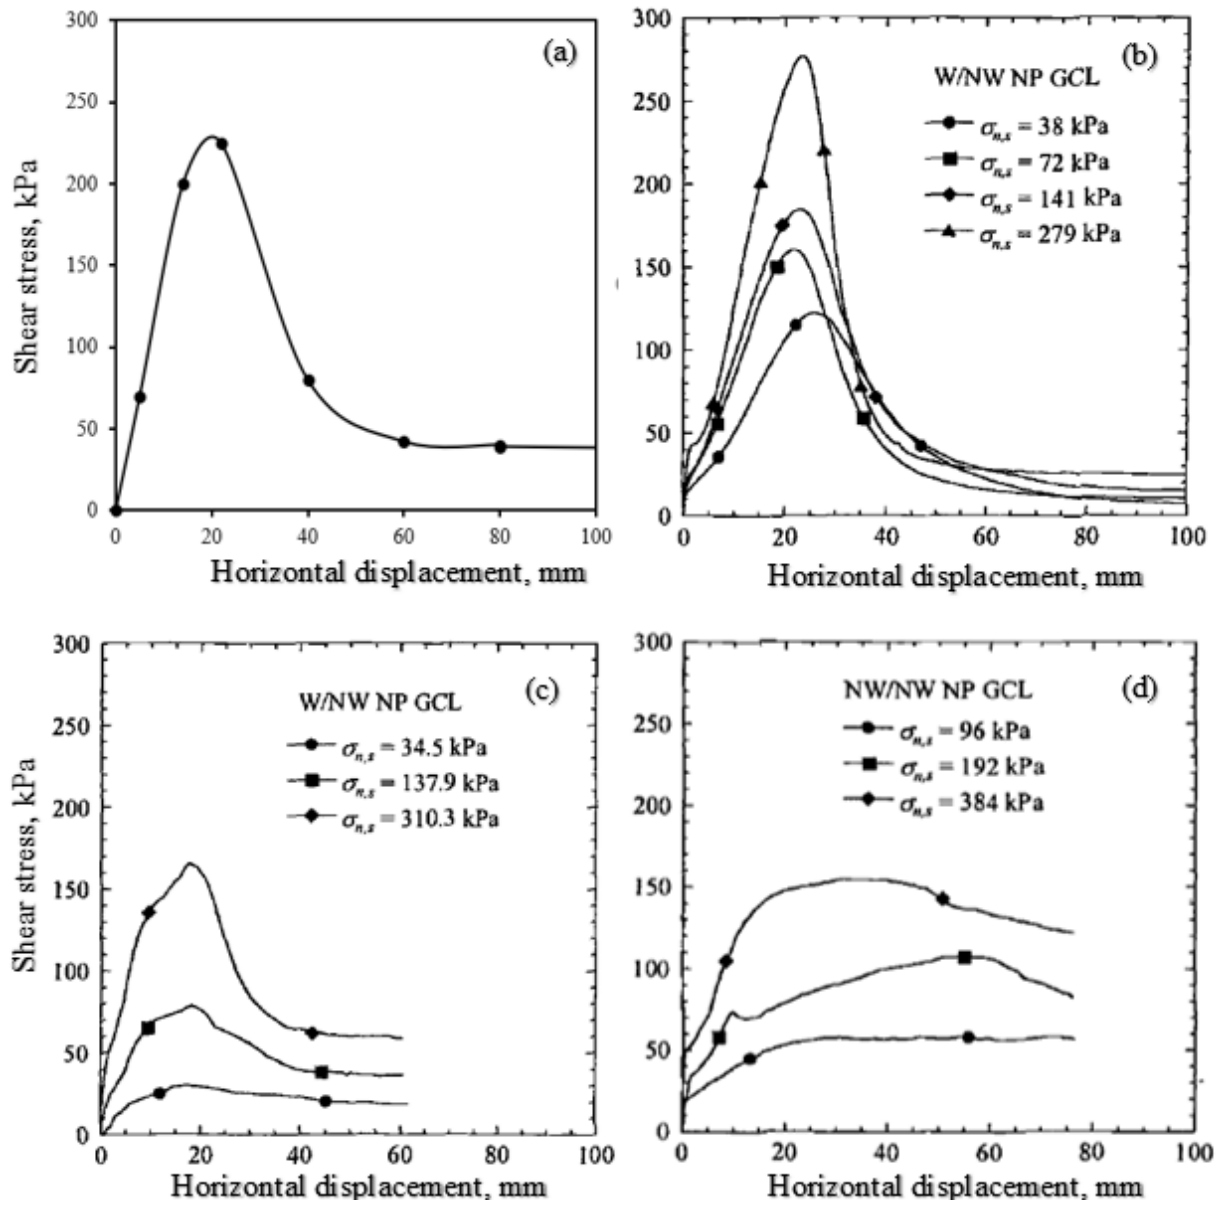 (a)
300
250
200
150
100
50
0
Shear stress, kPa
0 20 40 60 80 100
Horizontal displacement, mm
(b)
300
250
200
150
100
50
0
W/NW NP GCL
σn,s = 38 kPa
σn,s = 72 kPa
σn,s = 141 kPa
σn,s = 279 kPa
0 20 40 60 80 100
Horizontal displacement, mm
(c)
300
250
200
150
100
50
0
Shear stress, kPa
W/NW NP GCL
σn,s = 34.5 kPa
σn,s = 137.9 kPa
σn,s = 310.3 kPa
0 20 40 60 80 100
Horizontal displacement, mm
(d)
300
250
200
150
100
50
0
NW/NW NP GCL
σn,s = 96 kPa
σn,s = 192 kPa
σn,s = 384 kPa
0 20 40 60 80 100
Horizontal displacement, mm